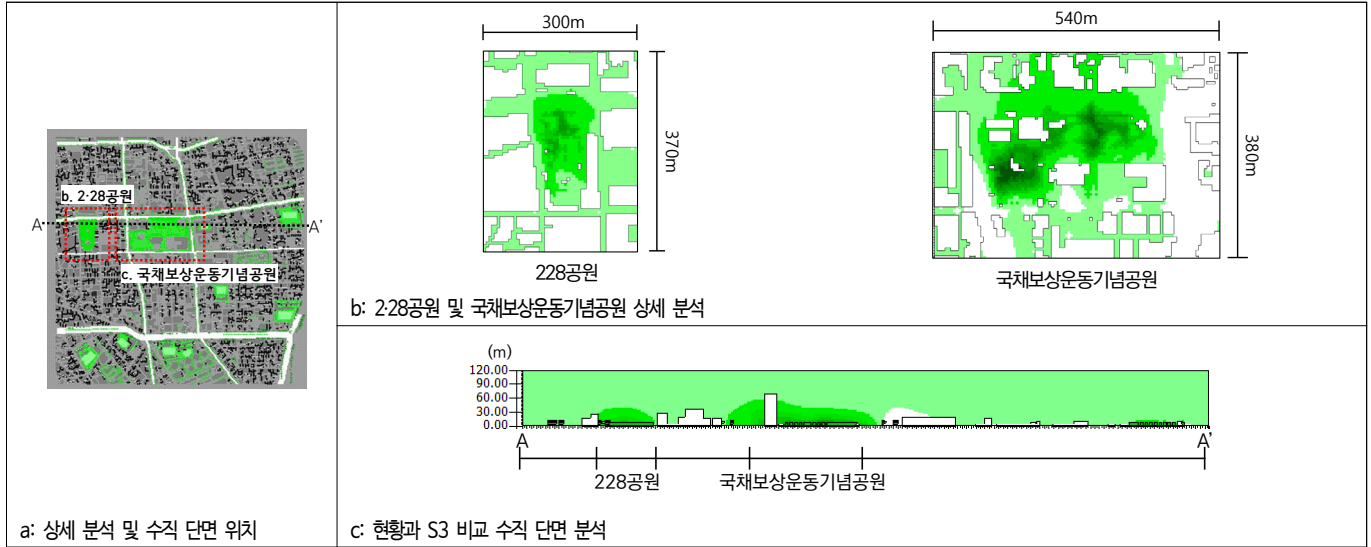 b. 2·28공원
A
A'
c. 국채보상운동기념공원
a: 상세 분석 및 수직 단면 위치
300m
370m
228공원
540m
380m
국채보상운동기념공원
b: 2·28공원 및 국채보상운동기념공원 상세 분석
(m)
120.00
90.00
60.00
30.00
0.00
A
A'
228공원
국채보상운동기념공원
c: 현황과 S3 비교 수직 단면 분석